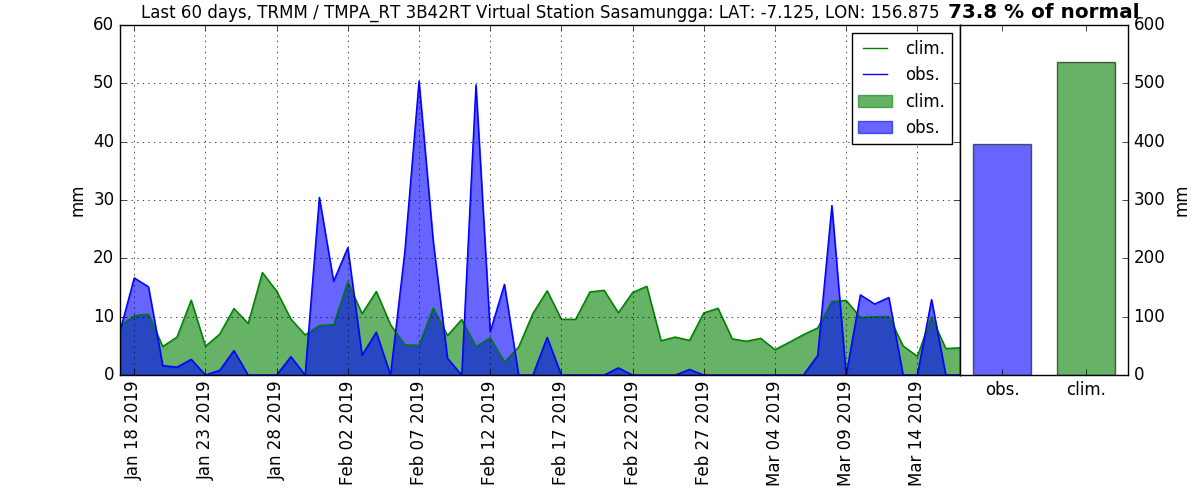 Last 60 days, TRMM / TMPA_RT 3B42RT Virtual Station Sasamungga: LAT: -7.125, LON: 156.875
73.8 % of normal
60
50
40
30
20
10
0
mm
clim.
obs.
clim.
obs.
Jan 18 2019
Jan 23 2019
Jan 28 2019
Feb 02 2019
Feb 07 2019
Feb 12 2019
Feb 17 2019
Feb 22 2019
Feb 27 2019
Mar 04 2019
Mar 09 2019
Mar 14 2019
600
500
400
300
200
100
0
mm
obs.
clim.